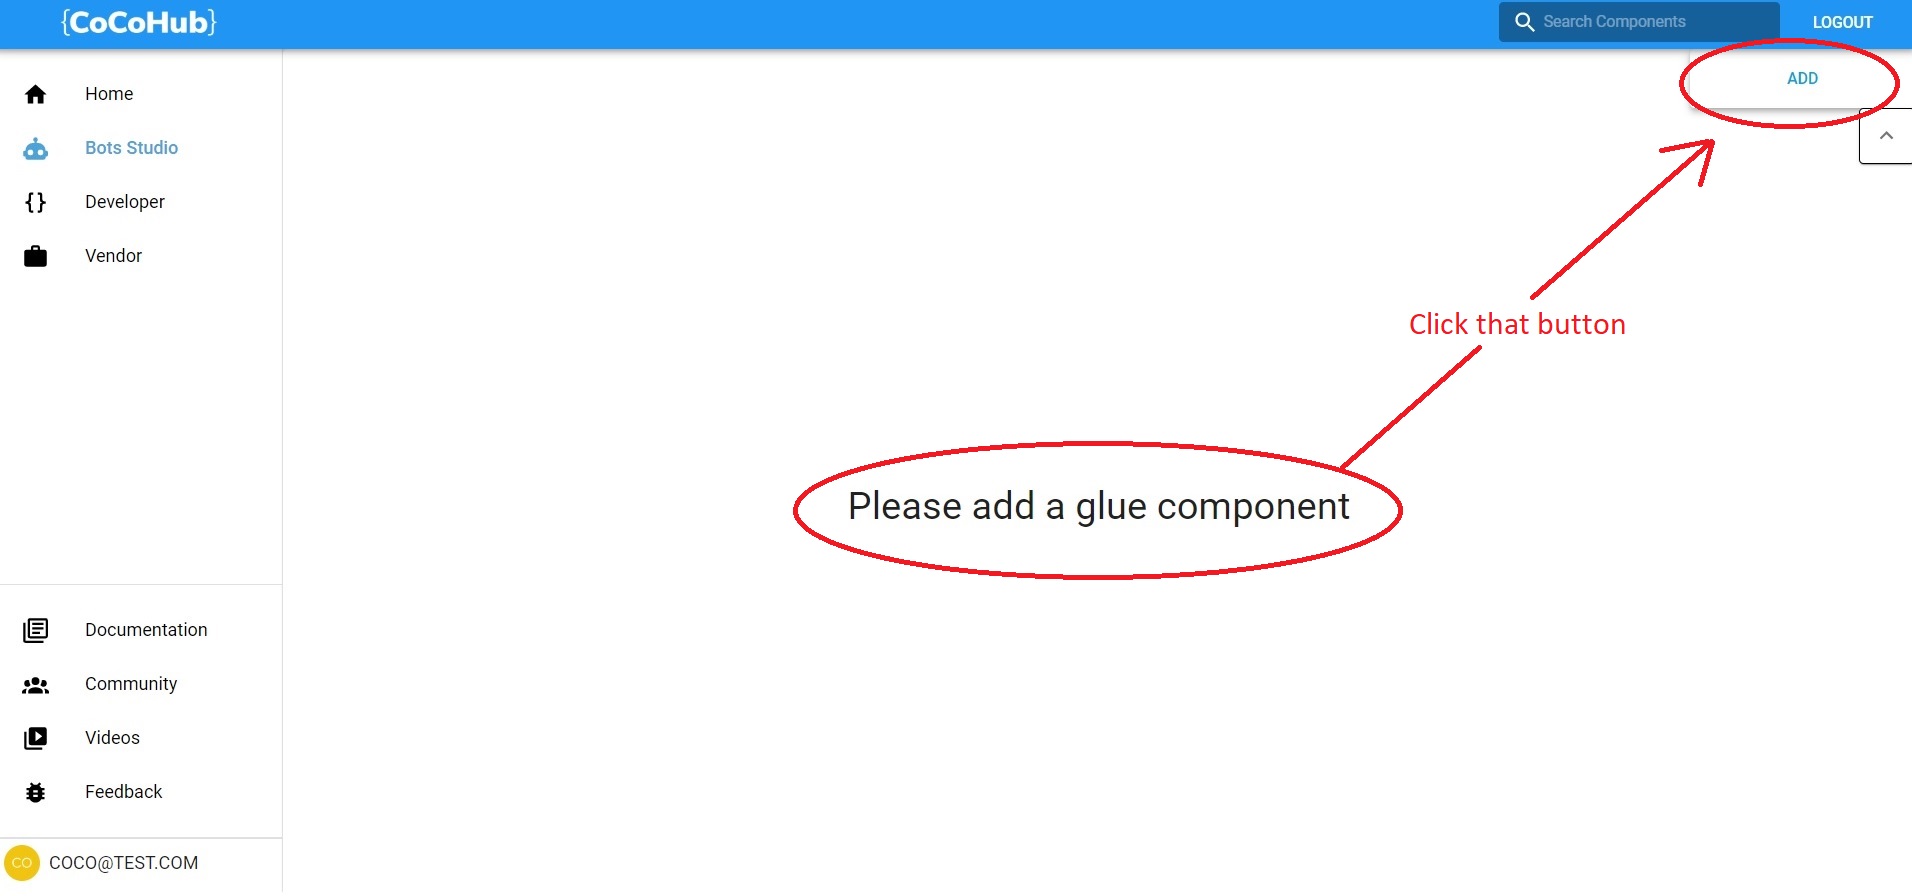 {CoCoHub}
Search Components
LOGOUT
ADD
Home
Bots Studio
Developer
Vendor
Click that button
Please add a glue component
Documentation
Community
Videos
Feedback
CO
COCO@TEST.COM